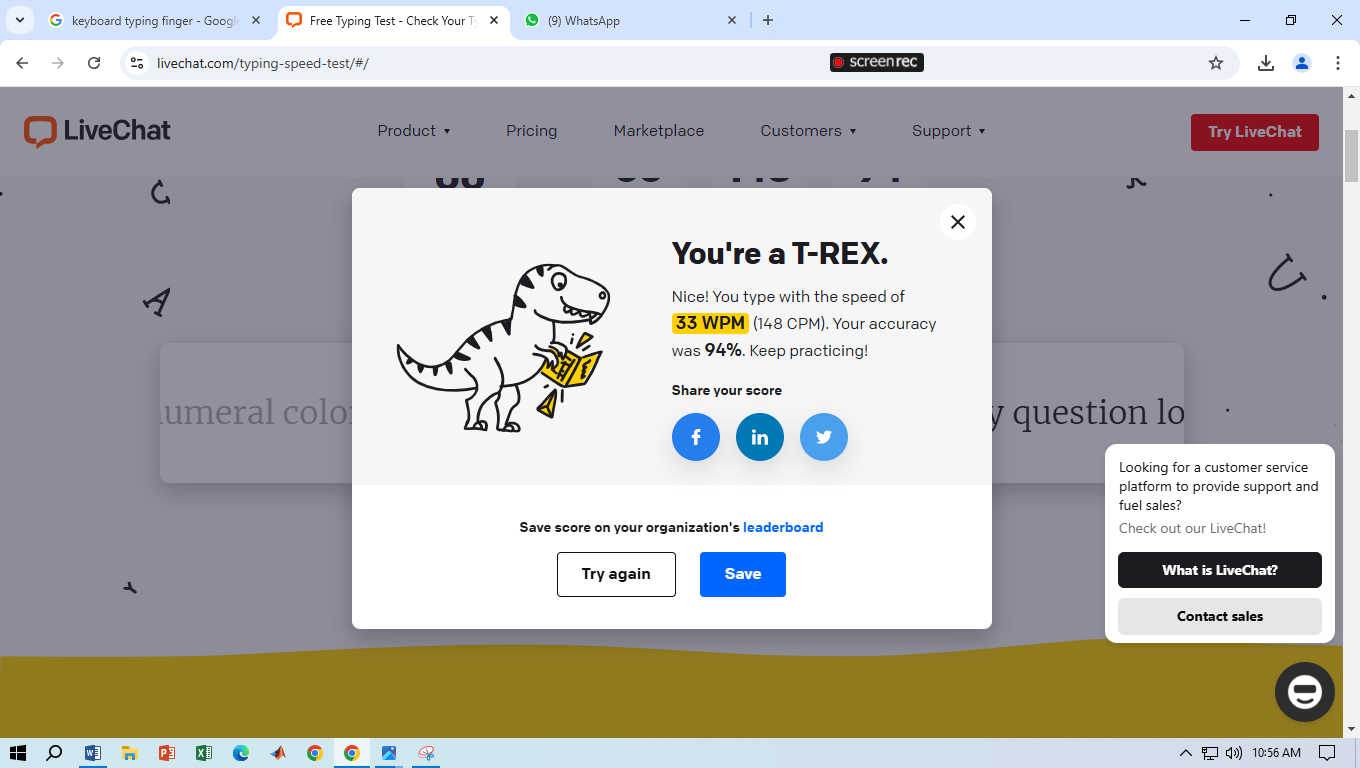 keyboard typing finger - Googl
Free Typing Test - Check Your Ty
(9) WhatsApp
livechat.com/typing-speed-test/#/
screenrec
LiveChat
Product
Pricing
Marketplace
Customers
Support
Try LiveChat
You're a T-REX.
Nice! You type with the speed of
33 WPM (148 CPM). Your accuracy
was 94%. Keep practicing!
Share your score
f
in
numeral color
y question lo
Save score on your organization's leaderboard
Try again
Save
Looking for a customer service
platform to provide support and
fuel sales?
Check out our LiveChat!
What is LiveChat?
Contact sales
10:56 AM